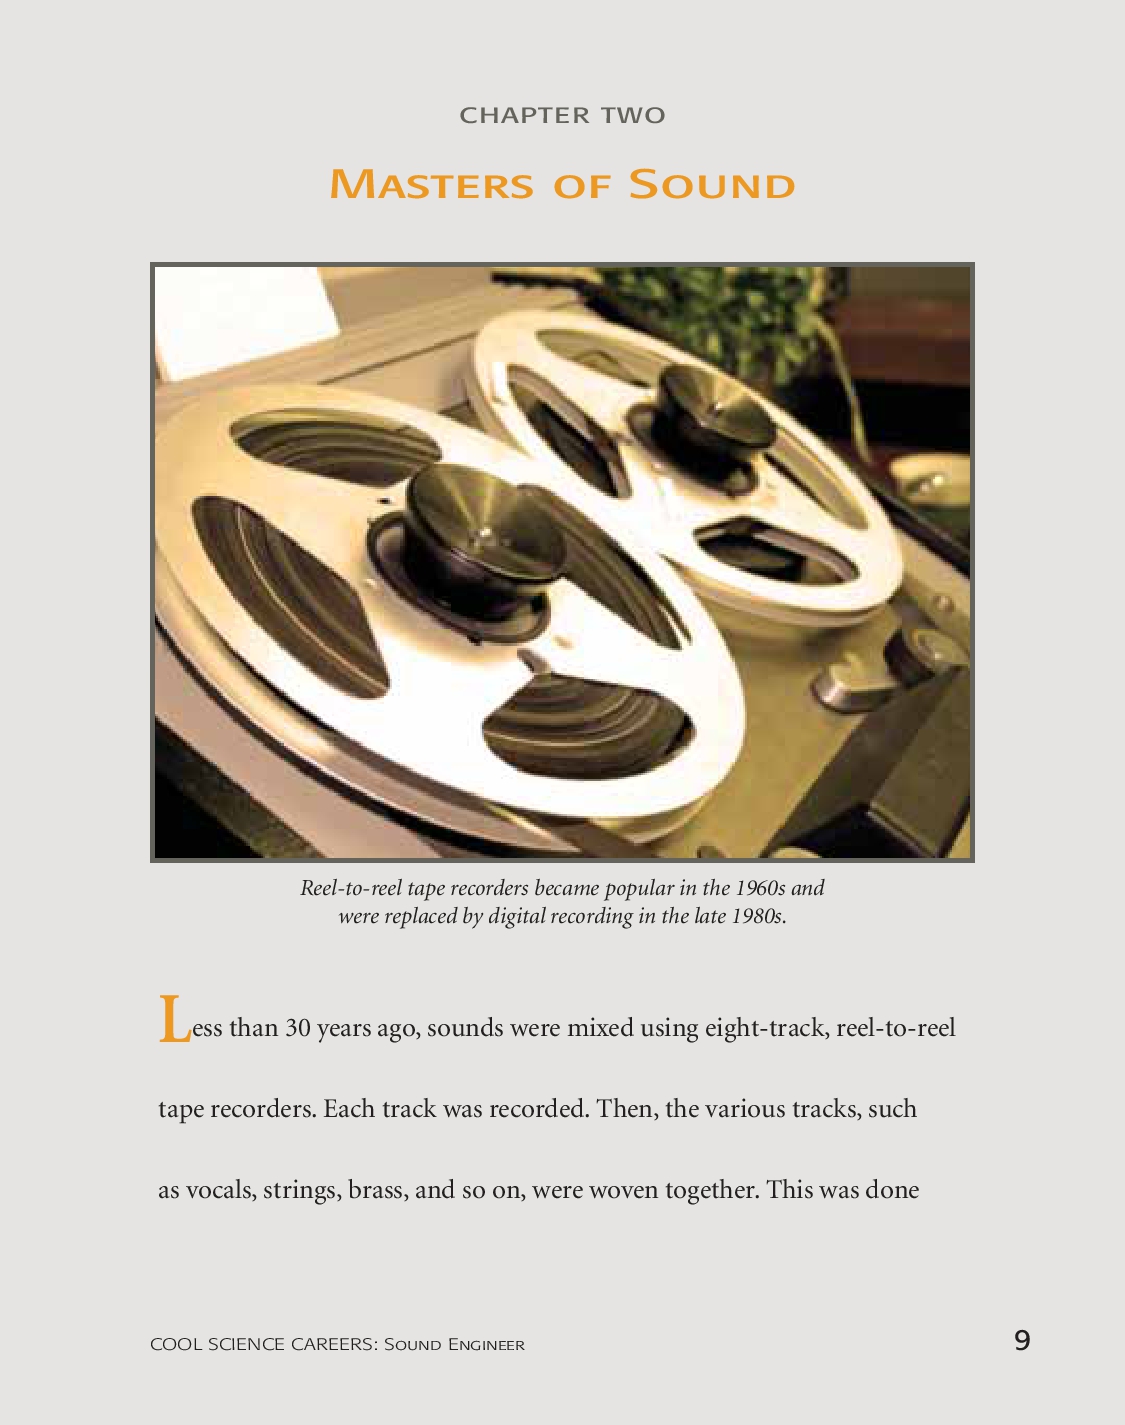 CHAPTER TWO
Masters of Sound
Reel-to-reel tape recorders became popular in the 1960s and
were replaced by digital recording in the late 1980s.
Less than 30 years ago, sounds were mixed using eight-track, reel-to-reel
tape recorders. Each track was recorded. Then, the various tracks, such
as vocals, strings, brass, and so on, were woven together. This was done
COOL SCIENCE CAREERS: Sound Engineer
9